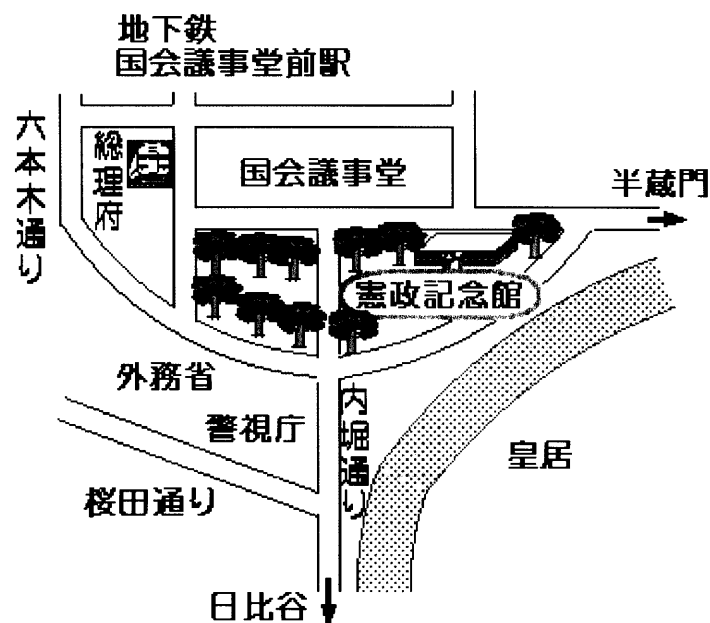 地下鉄
国会議事堂前駅
六本木通り
総理府
国会議事堂
半蔵門
憲政記念館
外務省
警視庁
内堀通り
皇居
桜田通り
日比谷